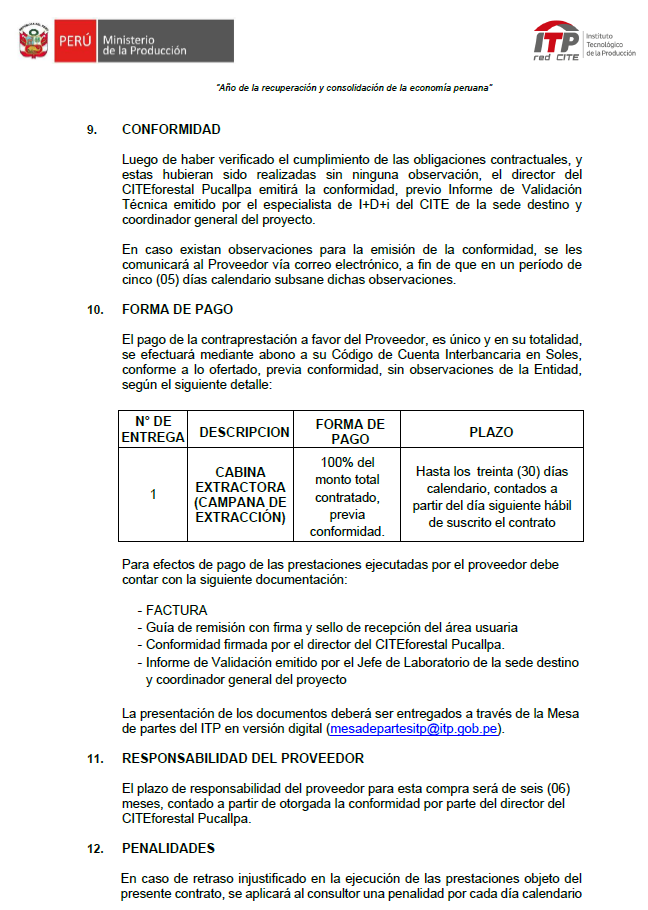 PERÚ
Ministerio
de la Producción
ITP
red CITE
Instituto
Tecnológico
de la Producción
"Año de la recuperación y consolidación de la economía peruana"
9. CONFORMIDAD
Luego de haber verificado el cumplimiento de las obligaciones contractuales, y
estas hubieran sido realizadas sin ninguna observación, el director del
CITEforestal Pucallpa emitirá la conformidad, previo Informe de Validación
Técnica emitido por el especialista de I+D+i del CITE de la sede destino y
coordinador general del proyecto.
En caso existan observaciones para la emisión de la conformidad, se les
comunicará al Proveedor vía correo electrónico, a fin de que en un período de
cinco (05) días calendario subsane dichas observaciones.
10. FORMA DE PAGO
El pago de la contraprestación a favor del Proveedor, es único y en su totalidad,
se efectuará mediante abono a su Código de Cuenta Interbancaria en Soles,
conforme a lo ofertado, previa conformidad, sin observaciones de la Entidad,
según el siguiente detalle:
N° DE
ENTREGA
DESCRIPCION
FORMA DE
PAGO
PLAZO
1
CABINA
EXTRACTORA
(CAMPANA DE
EXTRACCIÓN)
100% del
monto total
contratado,
previa
conformidad.
Hasta los treinta (30) días
calendario, contados a
partir del día siguiente hábil
de suscrito el contrato
Para efectos de pago de las prestaciones ejecutadas por el proveedor debe
contar con la siguiente documentación:
- FACTURA
- Guía de remisión con firma y sello de recepción del área usuaria
- Conformidad firmada por el director del CITEforestal Pucallpa.
- Informe de Validación emitido por el Jefe de Laboratorio de la sede destino
y coordinador general del proyecto
La presentación de los documentos deberá ser entregados a través de la Mesa
de partes del ITP en versión digital (mesadepartesitp@itp.gob.pe).
11. RESPONSABILIDAD DEL PROVEEDOR
El plazo de responsabilidad del proveedor para esta compra será de seis (06)
meses, contado a partir de otorgada la conformidad por parte del director del
CITEforestal Pucallpa.
12. PENALIDADES
En caso de retraso injustificado en la ejecución de las prestaciones objeto del
presente contrato, se aplicará al consultor una penalidad por cada día calendario